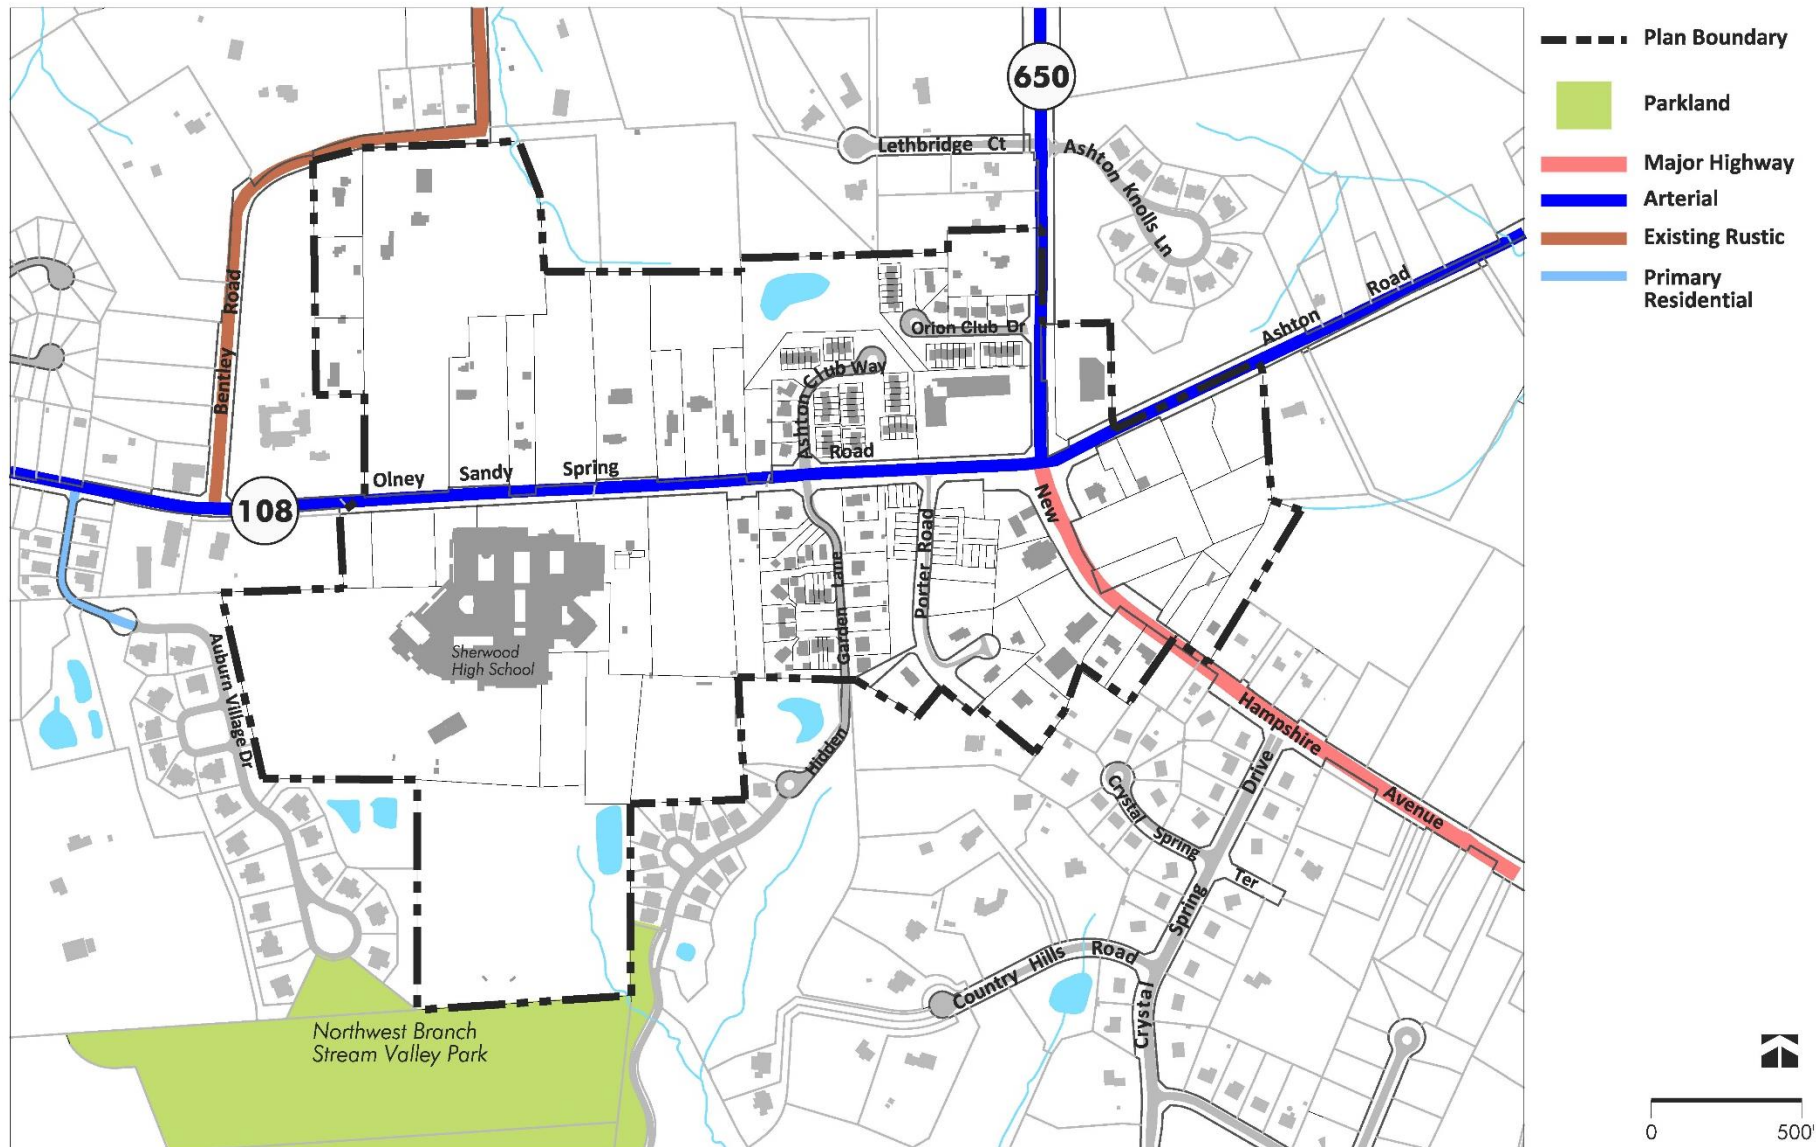 650
Lethbridge Ct
Ashton Knolls Ln
Bentley Road
Orion Club Dr
Ashton Club Way
Ashton Road
Olney Sandy Spring Road
108
New Hampshire Avenue
Porter Road
Hidden Garden Lane
Auburn Village Dr
Sherwood
High School
Crystal Spring Drive
Crystal Spring Ter
Country Hills Road
Northwest Branch
Stream Valley Park
Plan Boundary
Parkland
Major Highway
Arterial
Existing Rustic
Primary
Residential
0 500'